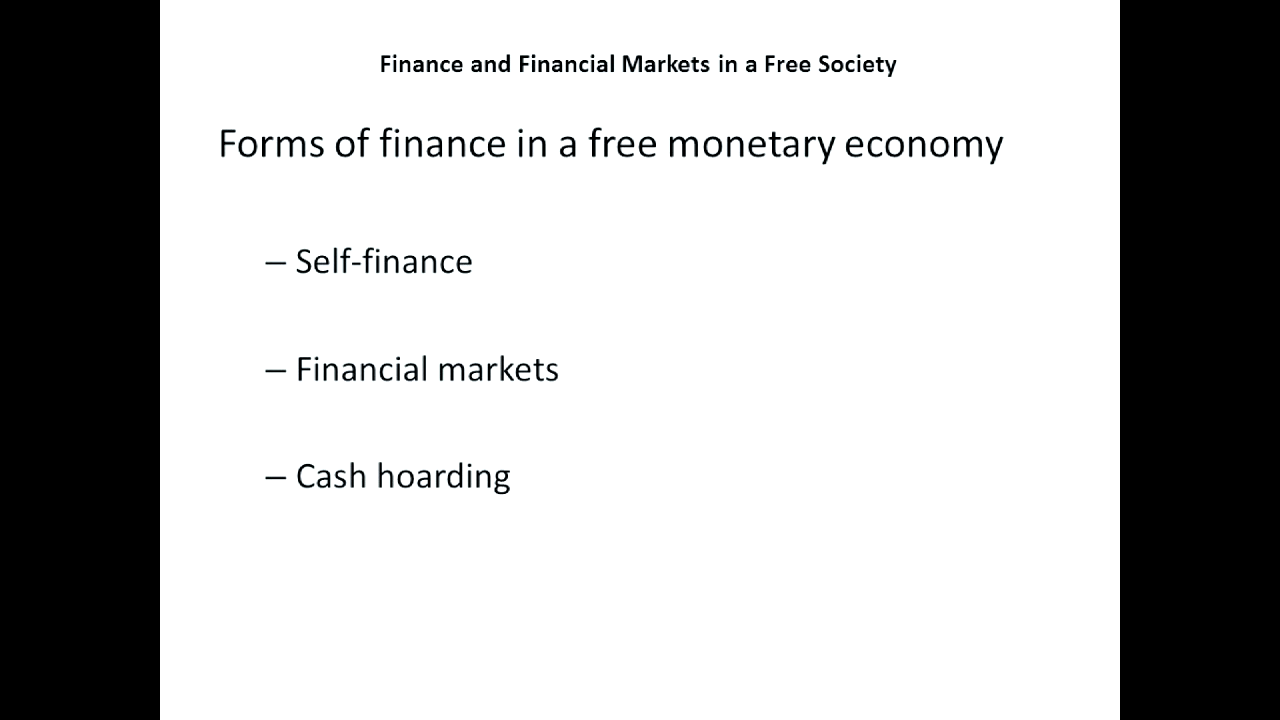 Finance and Financial Markets in a Free Society
Forms of finance in a free monetary economy
– Self-finance
– Financial markets
– Cash hoarding